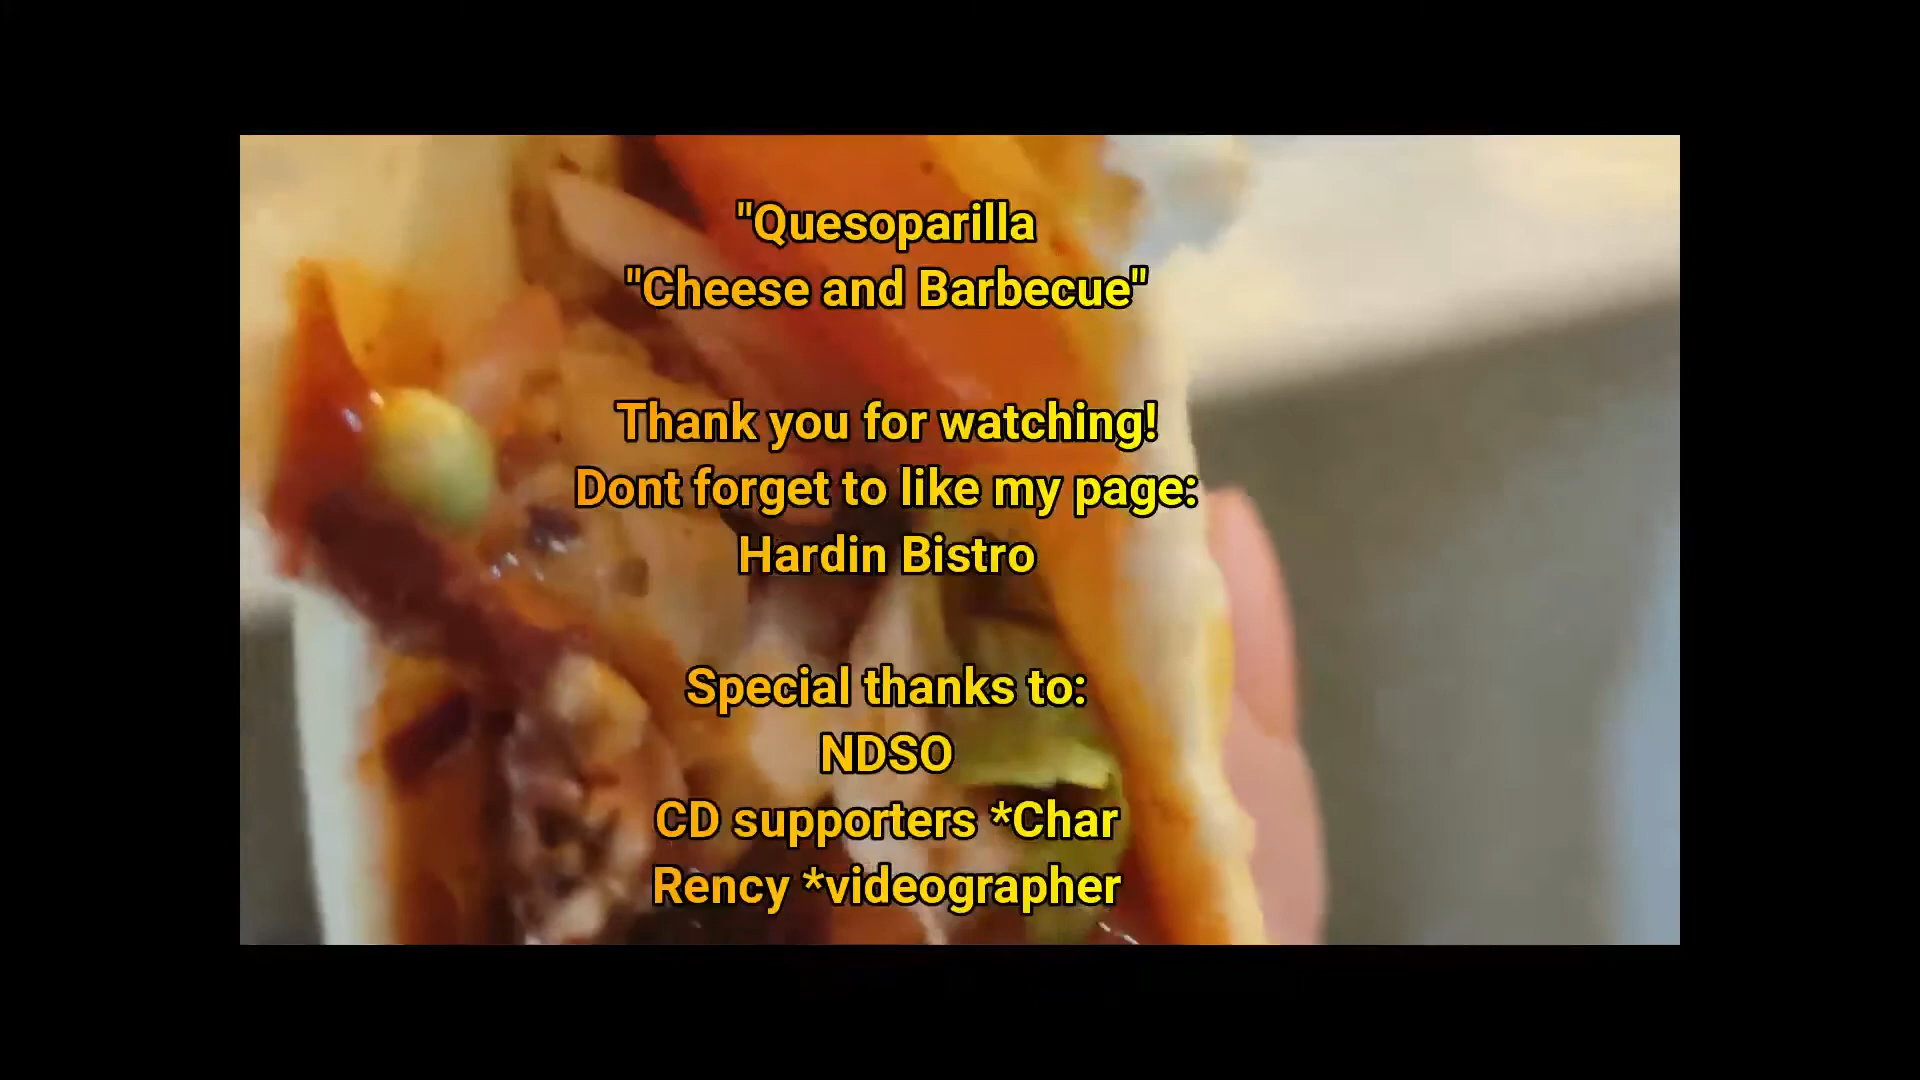 "Quesoparilla
"Cheese and Barbecue"
Thank you for watching!
Dont forget to like my page:
Hardin Bistro
Special thanks to:
NDSO
CD supporters *Char
Rency *videographer